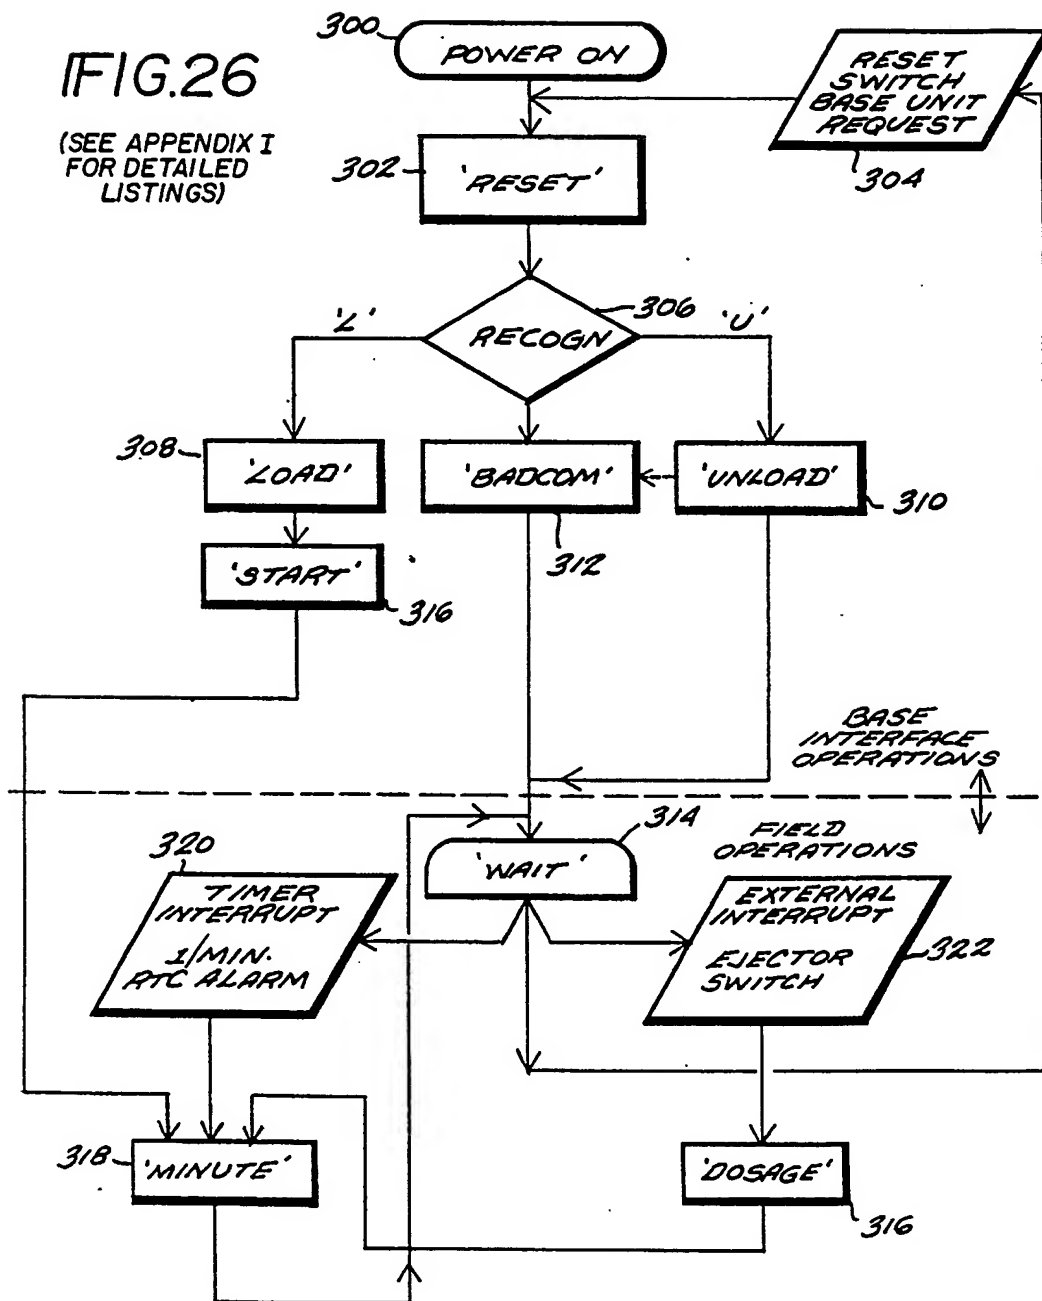 FIG.26
(SEE APPENDIX I
FOR DETAILED
LISTINGS)
300
POWER ON
RESET
SWITCH
BASE UNIT
REQUEST
304
302
'RESET'
306
RECOGN
'L'
'U'
308
'LOAD'
'BADCOM'
'UNLOAD'
310
312
'START'
316
BASE
INTERFACE
OPERATIONS
314
'WAIT'
FIELD
OPERATIONS
320
TIMER
INTERRUPT
1/MIN.
RTC ALARM
EXTERNAL
INTERRUPT
EJECTOR
SWITCH
322
318
'MINUTE'
'DOSAGE'
316